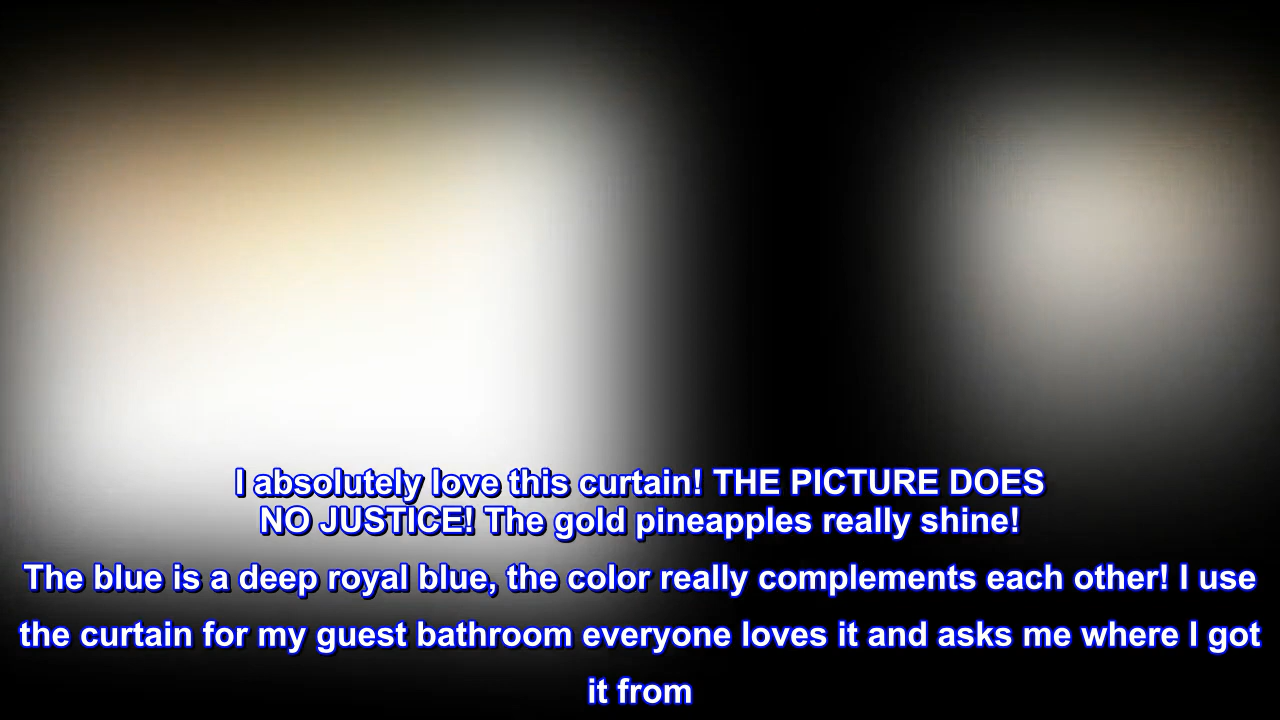 I absolutely love this curtain! THE PICTURE DOES
NO JUSTICE! The gold pineapples really shine!
The blue is a deep royal blue, the color really complements each other! I use
the curtain for my guest bathroom everyone loves it and asks me where I got
it from